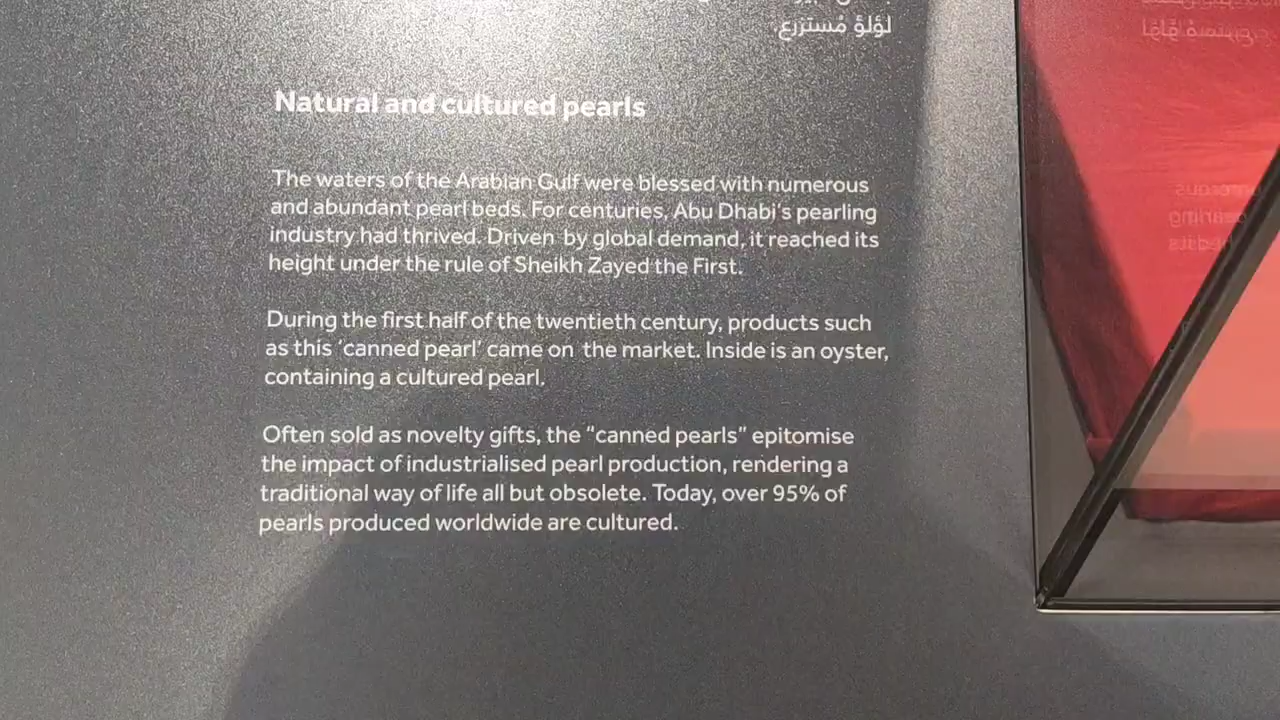 لؤلؤ مُستزرع.
Natural and cultured pearls
The waters of the Arabian Gulf were blessed with numerous
and abundant pearl beds. For centuries, Abu Dhabi's pearling
industry had thrived. Driven by global demand, it reached its
height under the rule of Sheikh Zayed the First.
During the first half of the twentieth century, products such
as this 'canned pearl' came on the market. Inside is an oyster,
containing a cultured pearl.
Often sold as novelty gifts, the "canned pearls" epitomise
the impact of industrialised pearl production, rendering a
traditional way of life all but obsolete. Today, over 95% of
pearls produced worldwide are cultured.